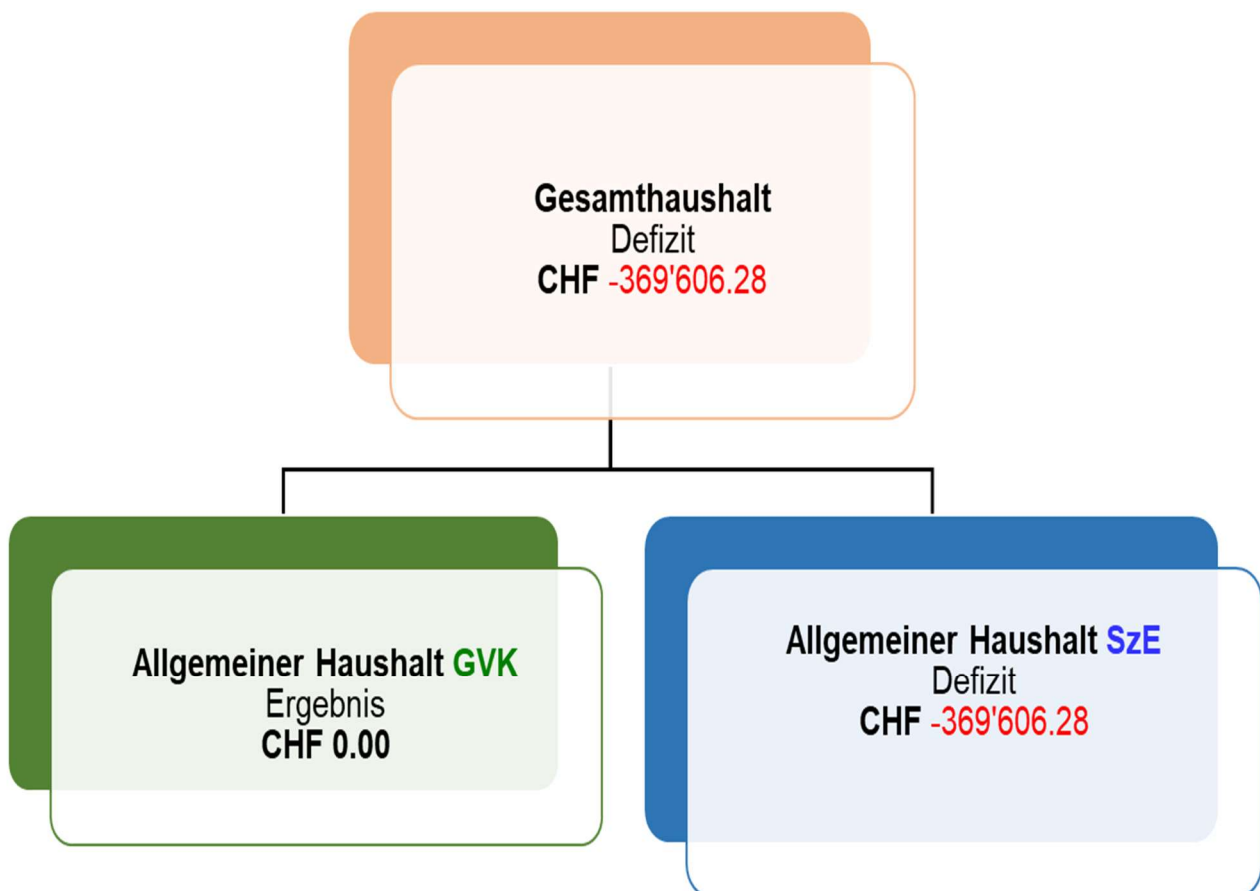 Gesamthaushalt
Defizit
CHF -369'606.28
Allgemeiner Haushalt GVK
Ergebnis
CHF 0.00
Allgemeiner Haushalt SzE
Defizit
CHF -369'606.28